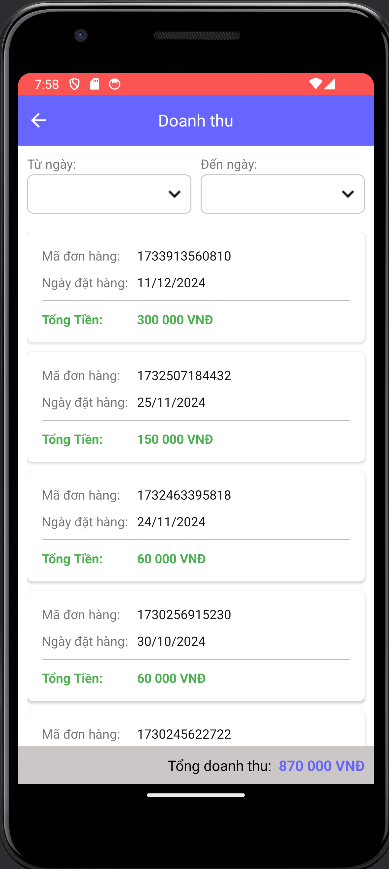 7:58
Doanh thu
Từ ngày: Đến ngày:
Mã đơn hàng: 1733913560810
Ngày đặt hàng: 11/12/2024
Tổng Tiền: 300 000 VNĐ
Mã đơn hàng: 1732507184432
Ngày đặt hàng: 25/11/2024
Tổng Tiền: 150 000 VNĐ
Mã đơn hàng: 1732463395818
Ngày đặt hàng: 24/11/2024
Tổng Tiền: 60 000 VNĐ
Mã đơn hàng: 1730256915230
Ngày đặt hàng: 30/10/2024
Tổng Tiền: 60 000 VNĐ
Mã đơn hàng: 1730245622722
Tổng doanh thu: 870 000 VNĐ